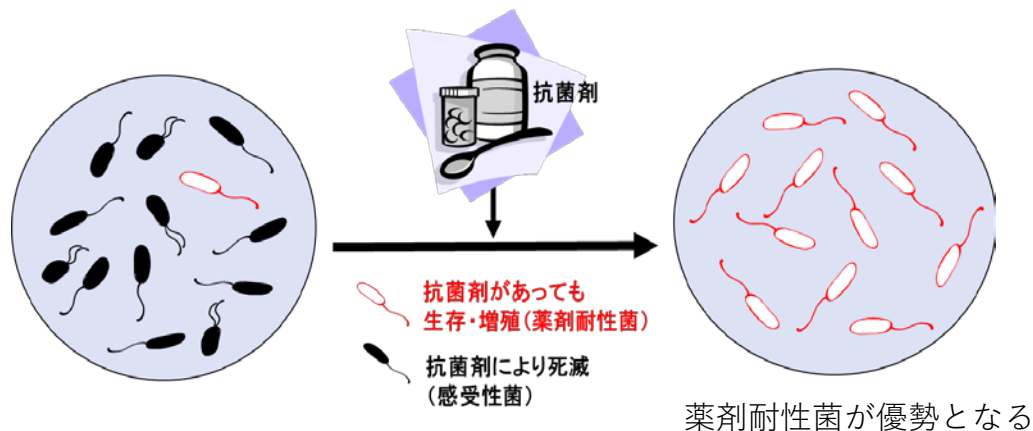 抗菌剤
抗菌剤があっても
生存・増殖(薬剤耐性菌)
抗菌剤により死滅
(感受性菌)
薬剤耐性菌が優勢となる